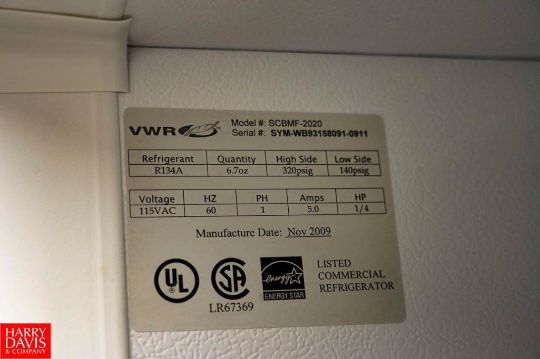 VWR Model #: SCBMF-2020
Serial #: SYM-WB93158091-0911
Refrigerant Quantity High Side Low Side
R134A 6.7oz 320psig 140psig
Voltage HZ PH Amps HP
115VAC 60 1 5.0 1/4
Manufacture Date: Nov 2009
UL SA energy LISTED
COMMERCIAL
ENERGY STAR REFRIGERATOR
LR67369
HARRY
DAVIS
& COMPANY